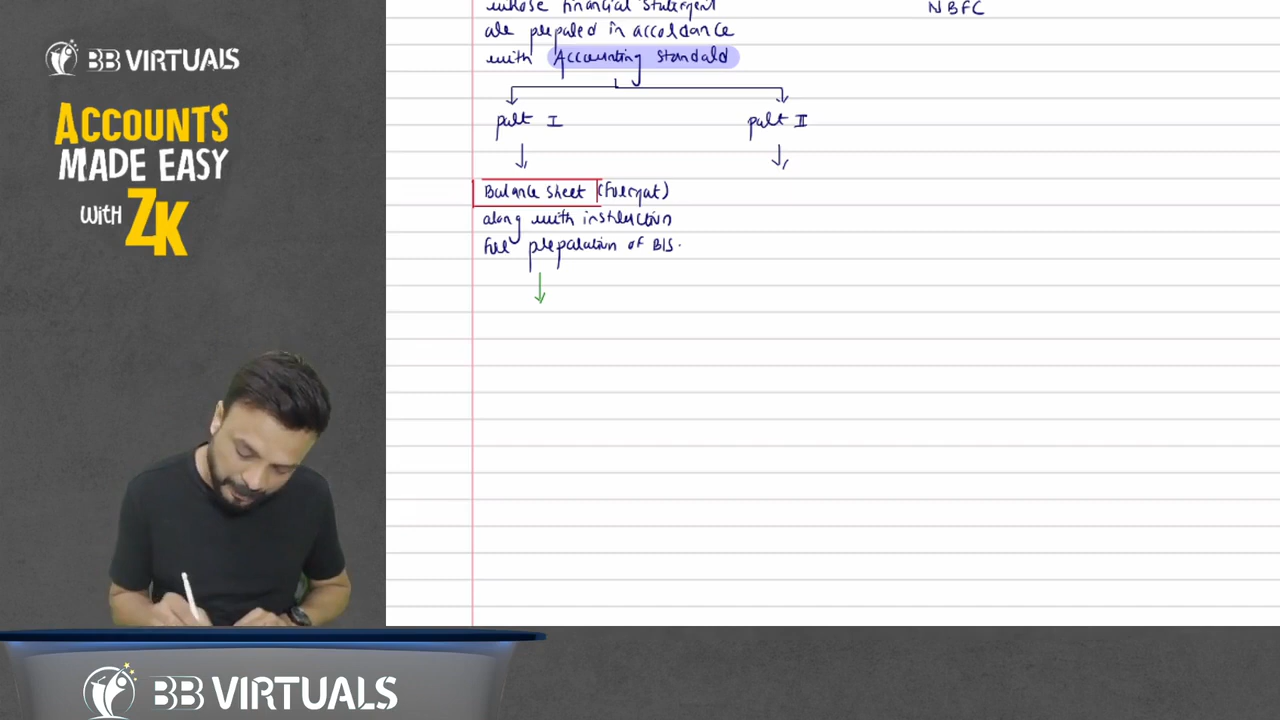 BB VIRTUALS
ACCOUNTS
MADE EASY
WITH ZK
whose financial statement
are prepared in accordance
with Accounting standard
NBFC
part I
part II
Balance sheet (Format)
along with instruction
for preparation of B/S.
BB VIRTUALS